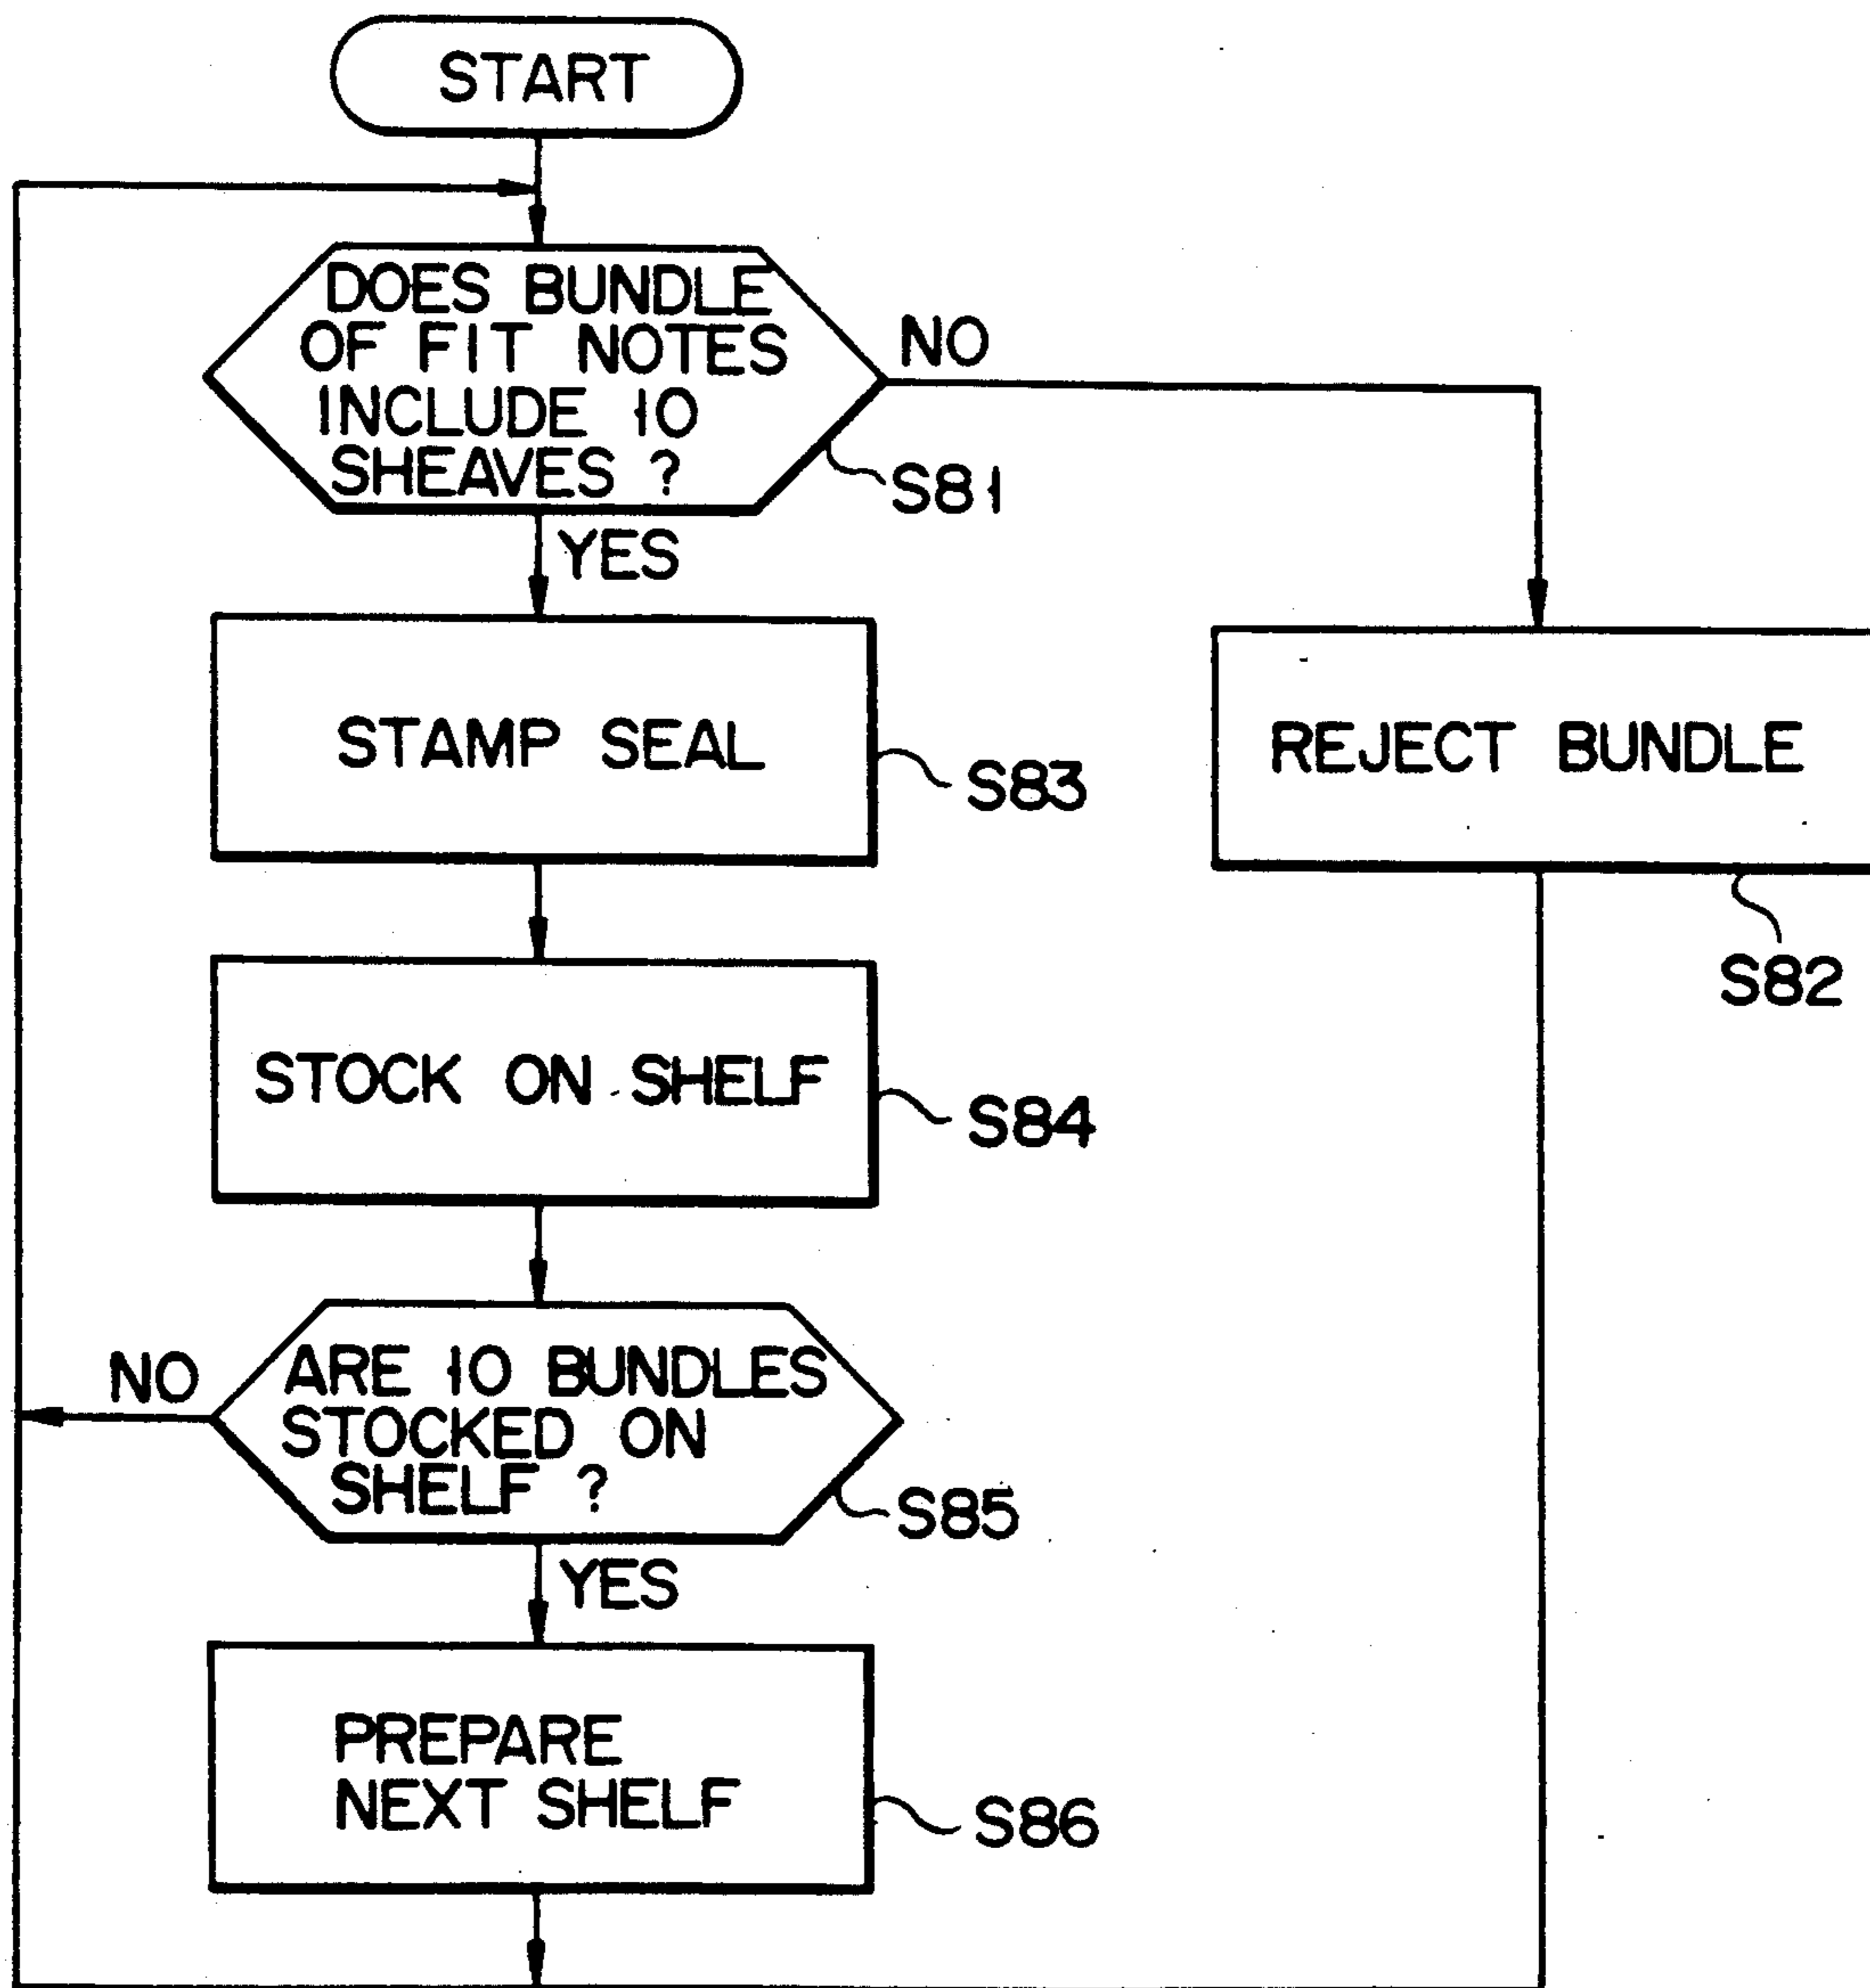 START
DOES BUNDLE
OF FIT NOTES
INCLUDE 10
SHEAVES ?
NO
S81
YES
STAMP SEAL
S83
REJECT BUNDLE
S82
STOCK ON SHELF
S84
ARE 10 BUNDLES
STOCKED ON
SHELF ?
NO
S85
YES
PREPARE
NEXT SHELF
S86